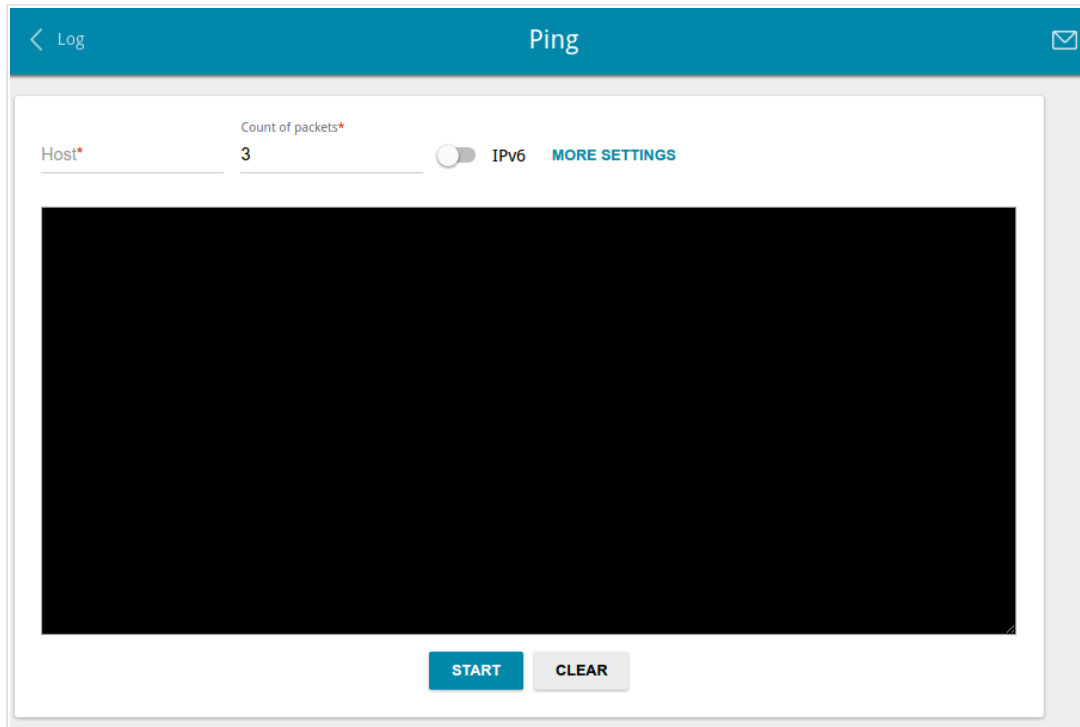 Log
Ping
Count of packets*
Host*
3
IPv6
MORE SETTINGS
START
CLEAR